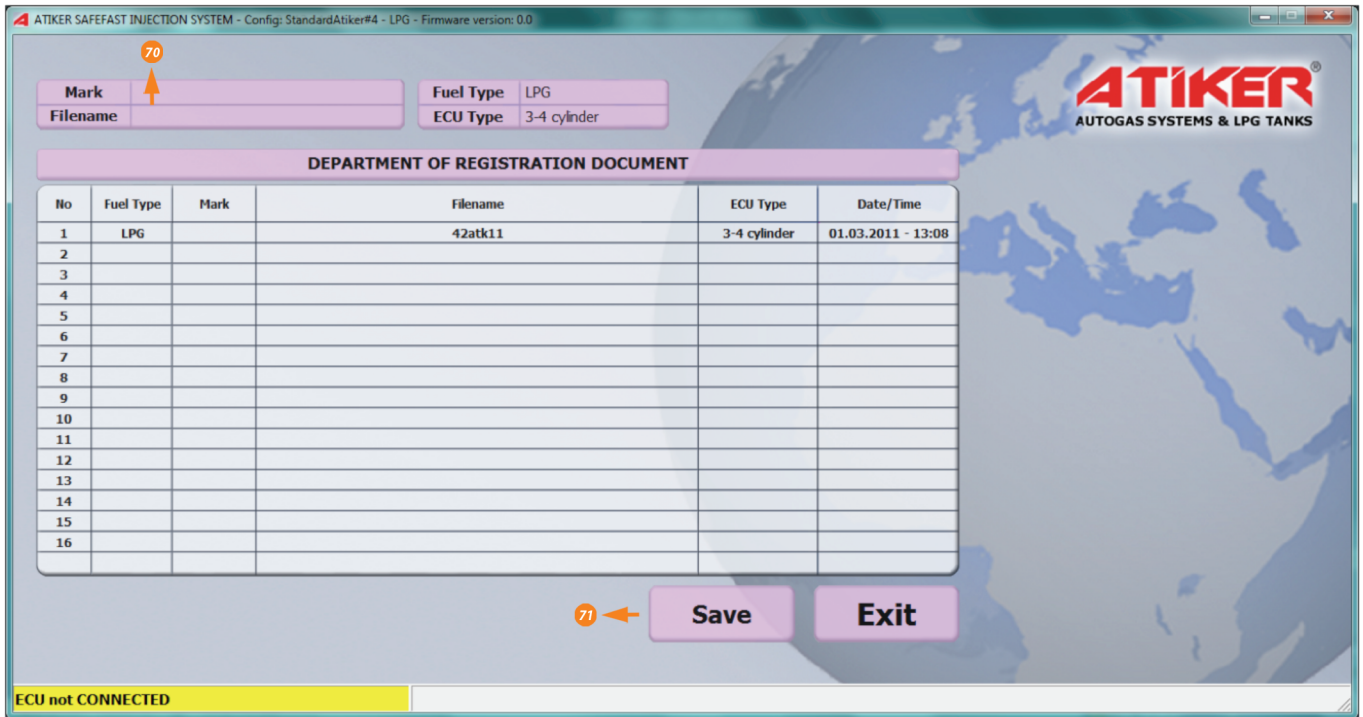 ATIKER SAFEFAST INJECTION SYSTEM - Config: StandardAtiker#4 - LPG - Firmware version: 0.0
70
Mark
Filename
Fuel Type LPG
ECU Type 3-4 cylinder
ATİKER®
AUTOGAS SYSTEMS & LPG TANKS
DEPARTMENT OF REGISTRATION DOCUMENT
No Fuel Type Mark Filename ECU Type Date/Time
1 LPG 42atk11 3-4 cylinder 01.03.2011 - 13:08
2
3
4
5
6
7
8
9
10
11
12
13
14
15
16
71 Save Exit
ECU not CONNECTED